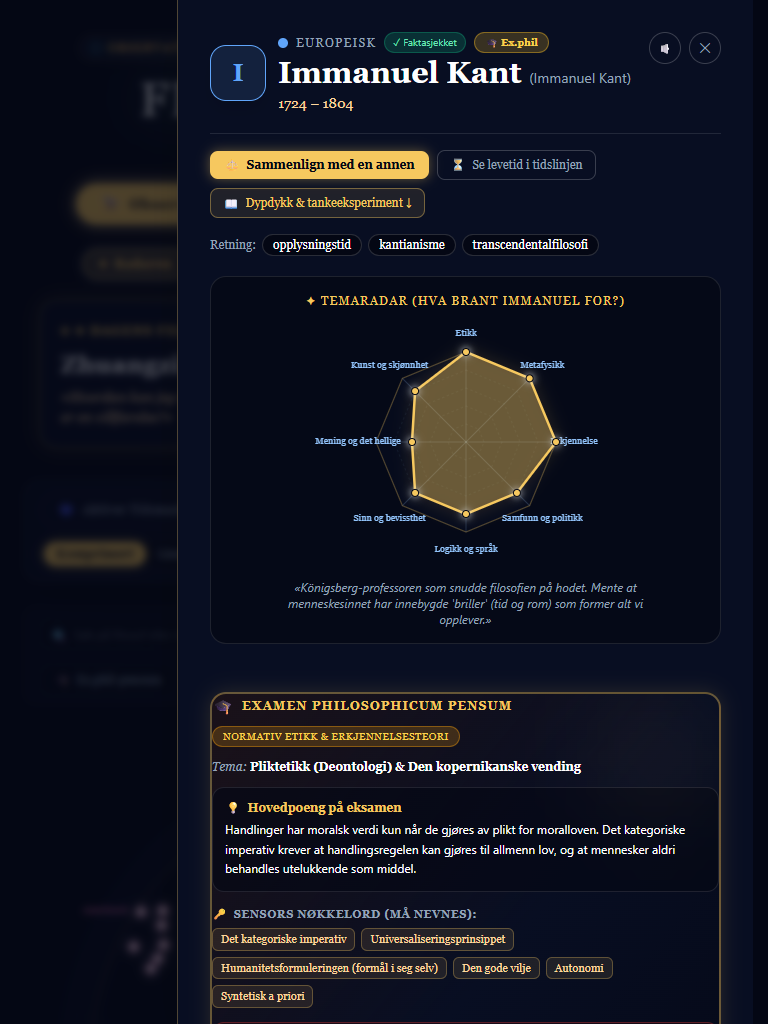 EUROPEISK ✓ Faktasjekket Ex.phil
I
Immanuel Kant (Immanuel Kant)
1724 – 1804
Sammenlign med en annen
Se levetid i tidslinjen
Dypdykk & tankeeksperiment ↓
Retning: opplysningstid kantianisme transcendentalfilosofi
✦ TEMARADAR (HVA BRANT IMMANUEL FOR?)
Etikk
Kunst og skjønnhet
Metafysikk
Mening og det hellige
kjennelse
Sinn og bevissthet
Samfunn og politikk
Logikk og språk
«Königsberg-professoren som snudde filosofien på hodet. Mente at
menneskesinnet har innebygde 'briller' (tid og rom) som former alt vi
opplever.»
EXAMEN PHILOSOPHICUM PENSUM
NORMATIV ETIKK & ERKJENNELSESTEORI
Tema: Pliktetikk (Deontologi) & Den kopernikanske vending
Hovedpoeng på eksamen
Handlinger har moralsk verdi kun når de gjøres av plikt for moralloven. Det kategoriske
imperativ krever at handlingsregelen kan gjøres til allmenn lov, og at mennesker aldri
behandles utelukkende som middel.
SENSORS NØKKELORD (MÅ NEVNES):
Det kategoriske imperativ Universaliseringsprinsippet
Humanitetsformuleringen (formål i seg selv) Den gode vilje Autonomi
Syntetisk a priori